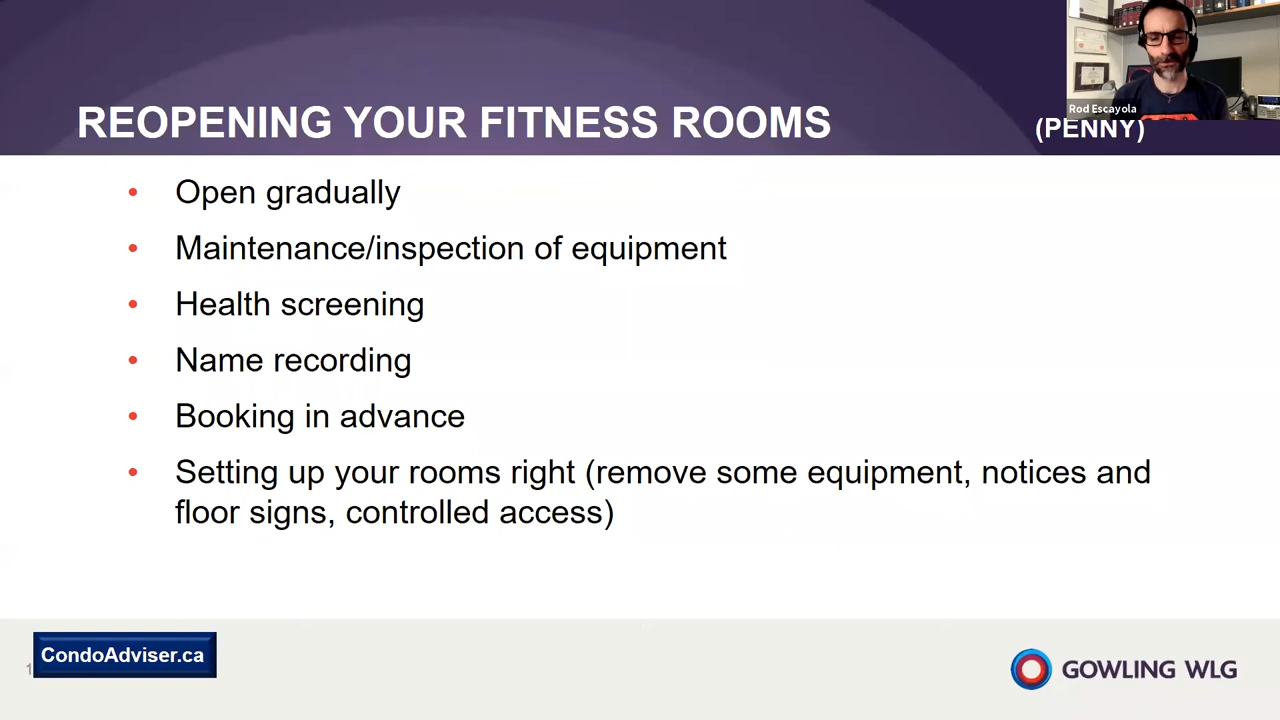 Rod Escayola
REOPENING YOUR FITNESS ROOMS
(PENNY)
• Open gradually
• Maintenance/inspection of equipment
• Health screening
• Name recording
• Booking in advance
• Setting up your rooms right (remove some equipment, notices and
floor signs, controlled access)
CondoAdviser.ca
GOWLING WLG